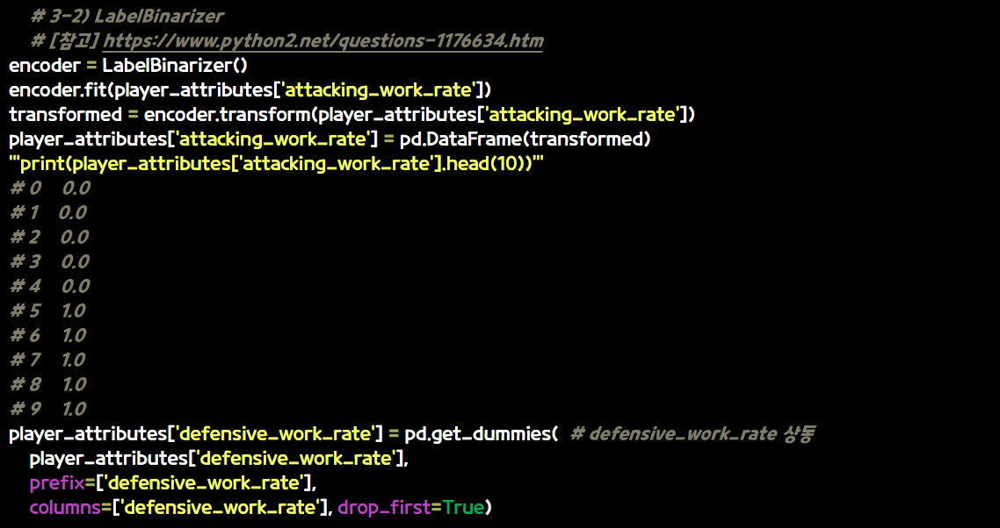 # 3-2) LabelBinarizer
# [참고] https://www.python2.net/questions-1176634.htm
encoder = LabelBinarizer()
encoder.fit(player_attributes['attacking_work_rate'])
transformed = encoder.transform(player_attributes['attacking_work_rate'])
player_attributes['attacking_work_rate'] = pd.DataFrame(transformed)
'''print(player_attributes['attacking_work_rate'].head(10))'''
# 0 0.0
# 1 0.0
# 2 0.0
# 3 0.0
# 4 0.0
# 5 1.0
# 6 1.0
# 7 1.0
# 8 1.0
# 9 1.0
player_attributes['defensive_work_rate'] = pd.get_dummies( # defensive_work_rate 상동
player_attributes['defensive_work_rate'],
prefix=['defensive_work_rate'],
columns=['defensive_work_rate'], drop_first=True)